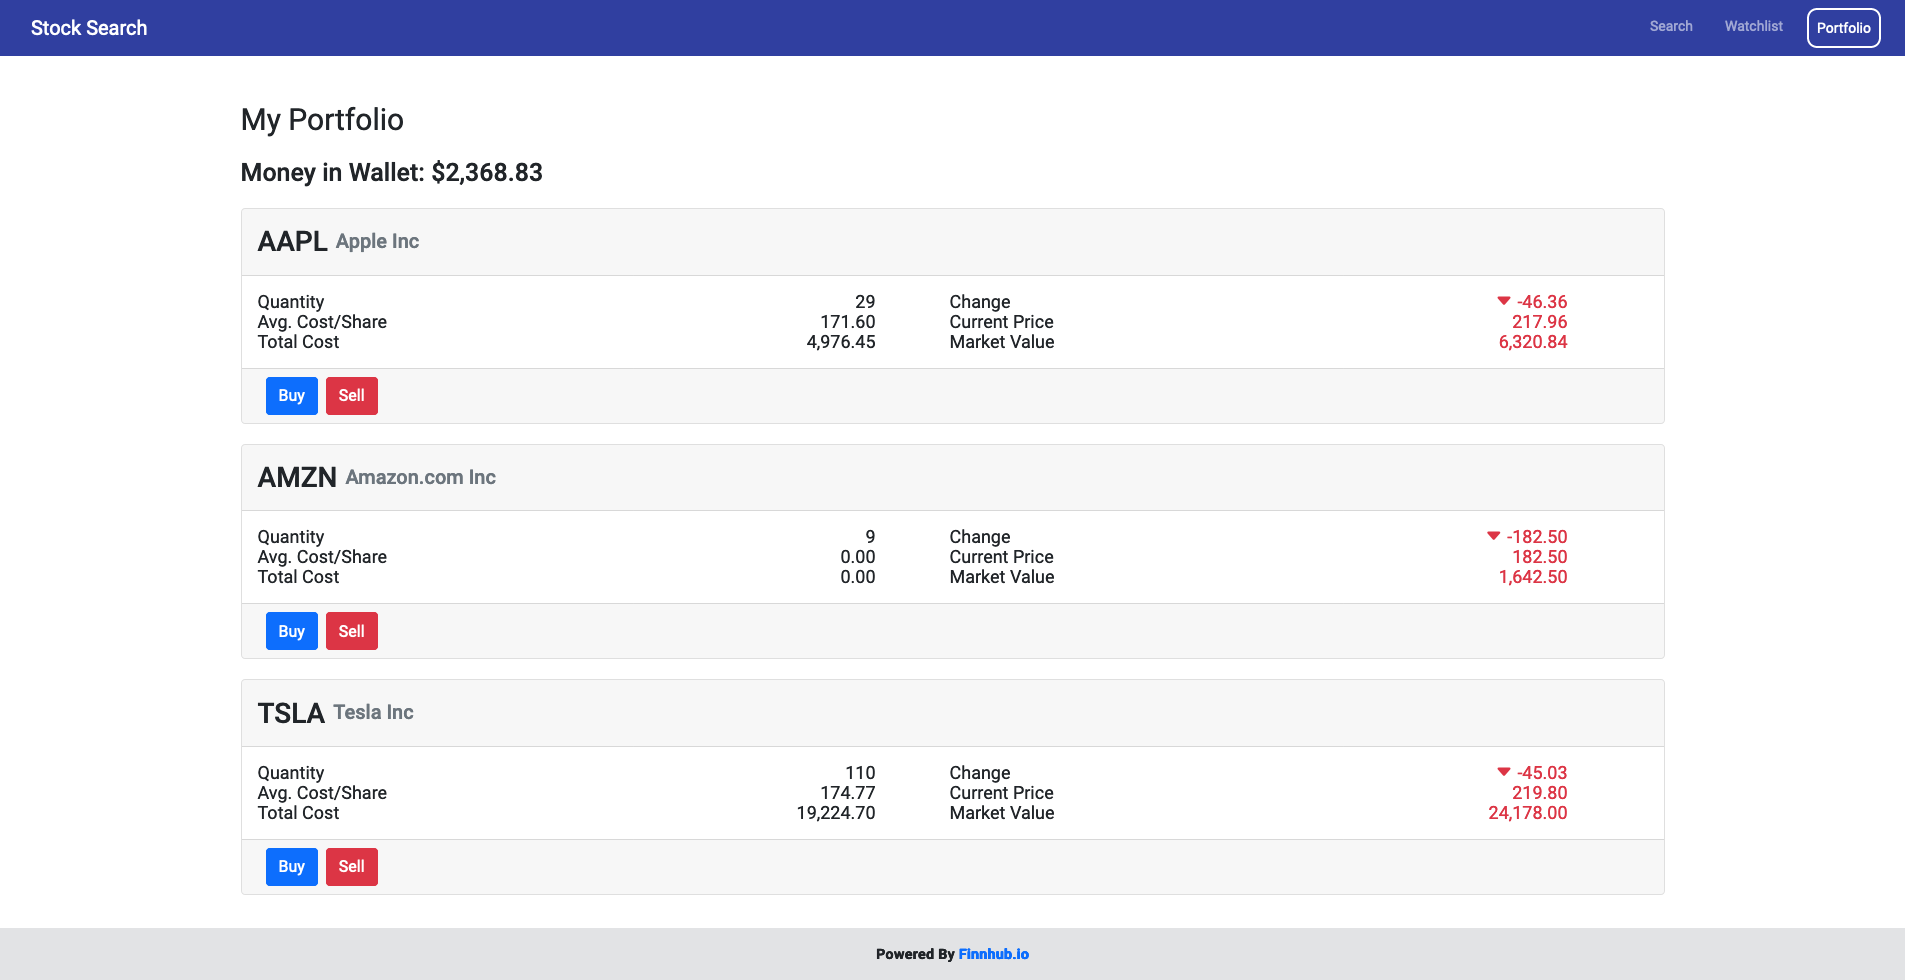 Stock Search Search Watchlist Portfolio
My Portfolio
Money in Wallet: $2,368.83
AAPL Apple Inc
Quantity 29 Change -46.36
Avg. Cost/Share 171.60 Current Price 217.96
Total Cost 4,976.45 Market Value 6,320.84
Buy Sell
AMZN Amazon.com Inc
Quantity 9 Change -182.50
Avg. Cost/Share 0.00 Current Price 182.50
Total Cost 0.00 Market Value 1,642.50
Buy Sell
TSLA Tesla Inc
Quantity 110 Change -45.03
Avg. Cost/Share 174.77 Current Price 219.80
Total Cost 19,224.70 Market Value 24,178.00
Buy Sell
Powered By Finnhub.io